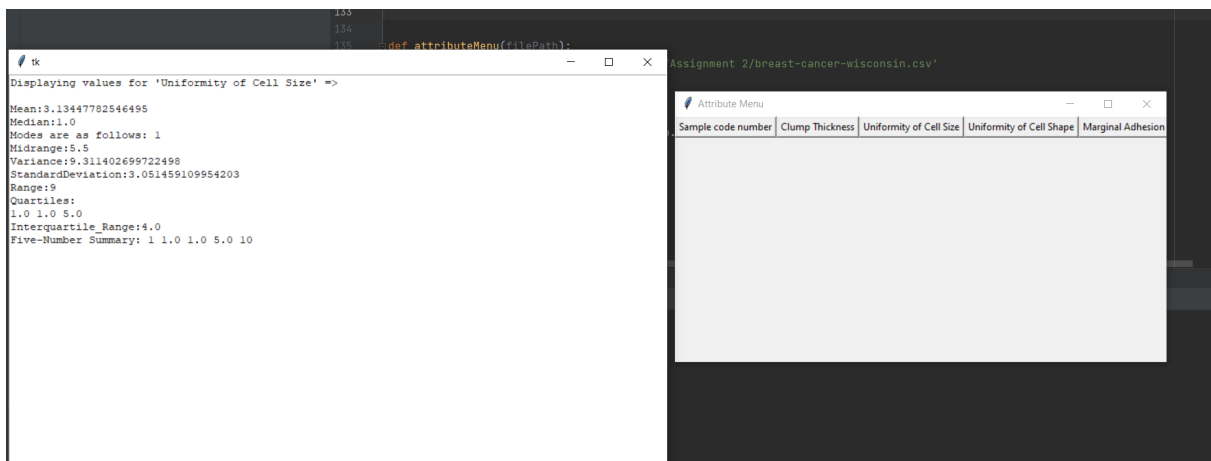 133
134
135 def attributeMenu(filePath):
Assignment 2/breast-cancer-wisconsin.csv'
tk
Displaying values for 'Uniformity of Cell Size' =>
Mean:3.13447782546495
Median:1.0
Modes are as follows: 1
Midrange:5.5
Variance:9.311402699722498
StandardDeviation:3.051459109954203
Range:9
Quartiles:
1.0 1.0 5.0
Interquartile_Range:4.0
Five-Number Summary: 1 1.0 1.0 5.0 10
Attribute Menu
Sample code number Clump Thickness Uniformity of Cell Size Uniformity of Cell Shape Marginal Adhesion